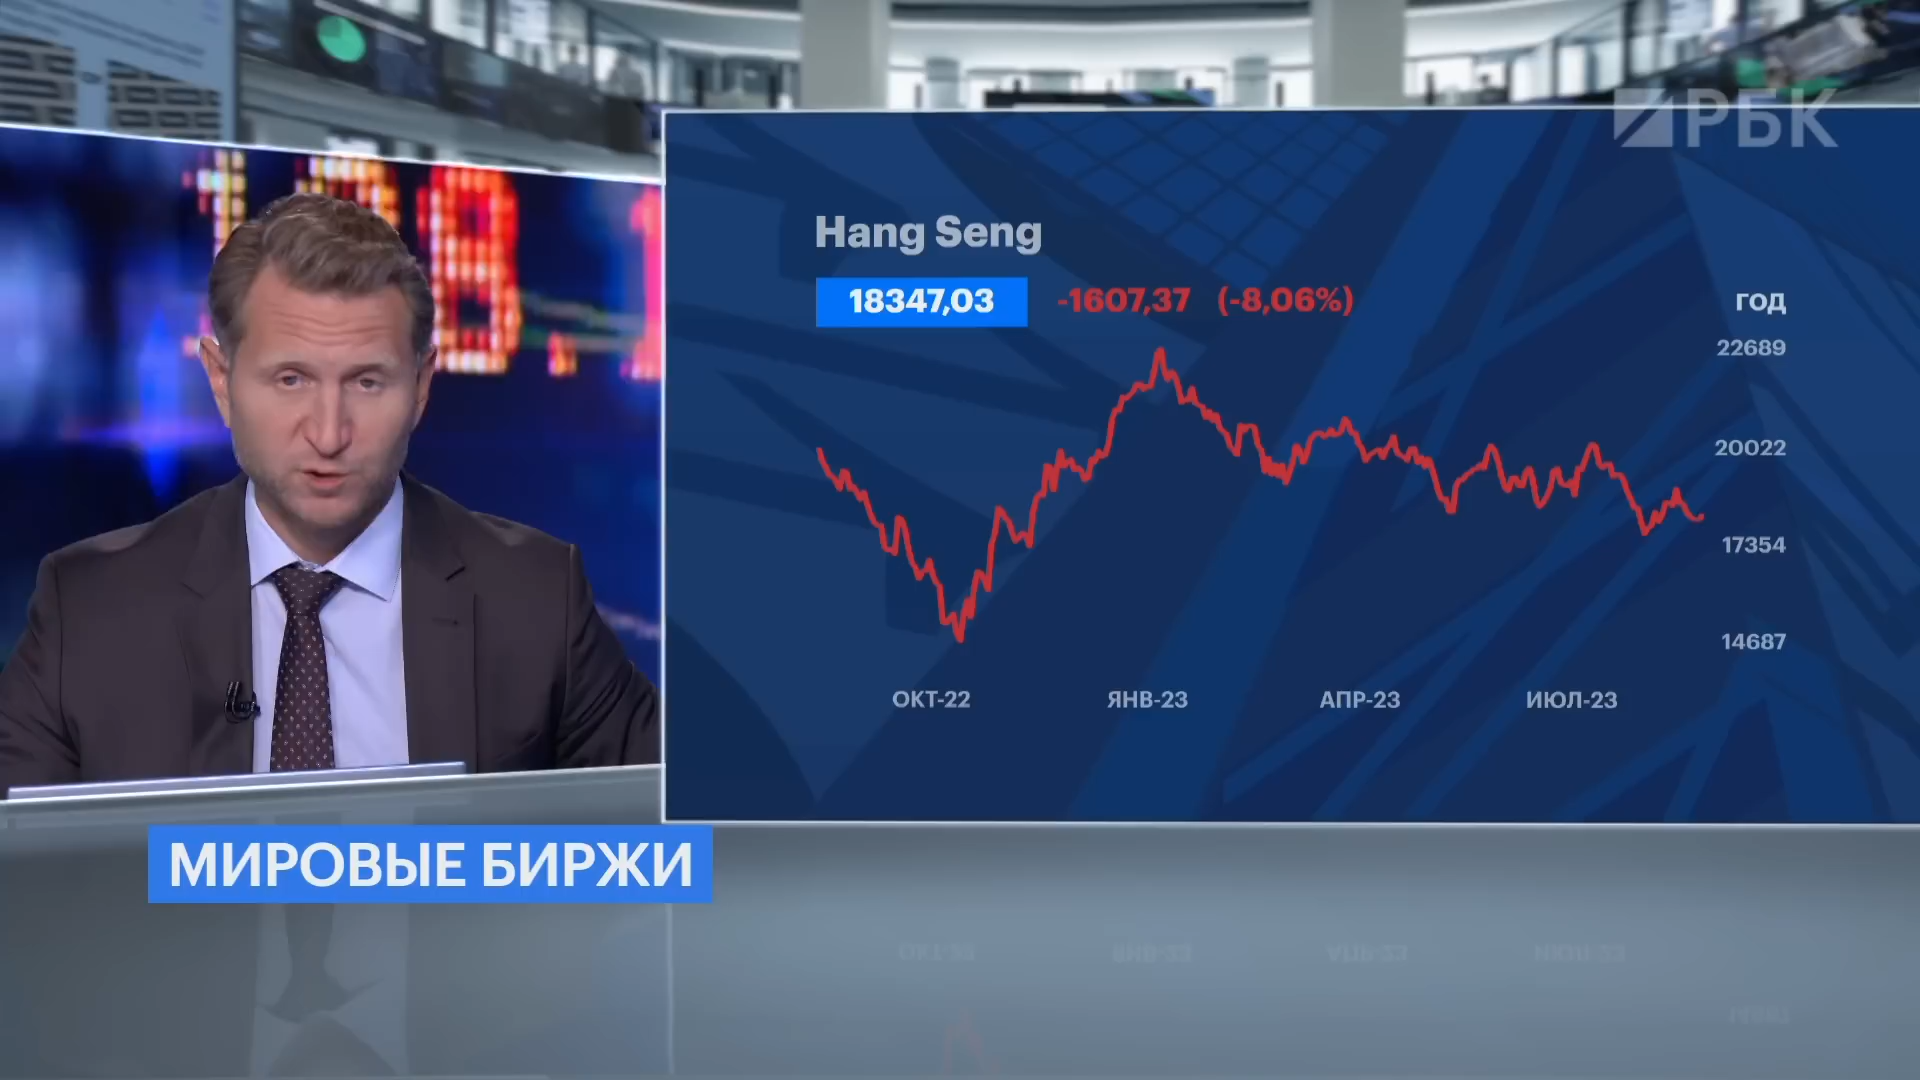 РБК
Hang Seng
18347,03 -1607,37 (-8,06%)
ГОД
22689
20022
17354
14687
ОКТ-22 ЯНВ-23 АПР-23 ИЮЛ-23
МИРОВЫЕ БИРЖИ